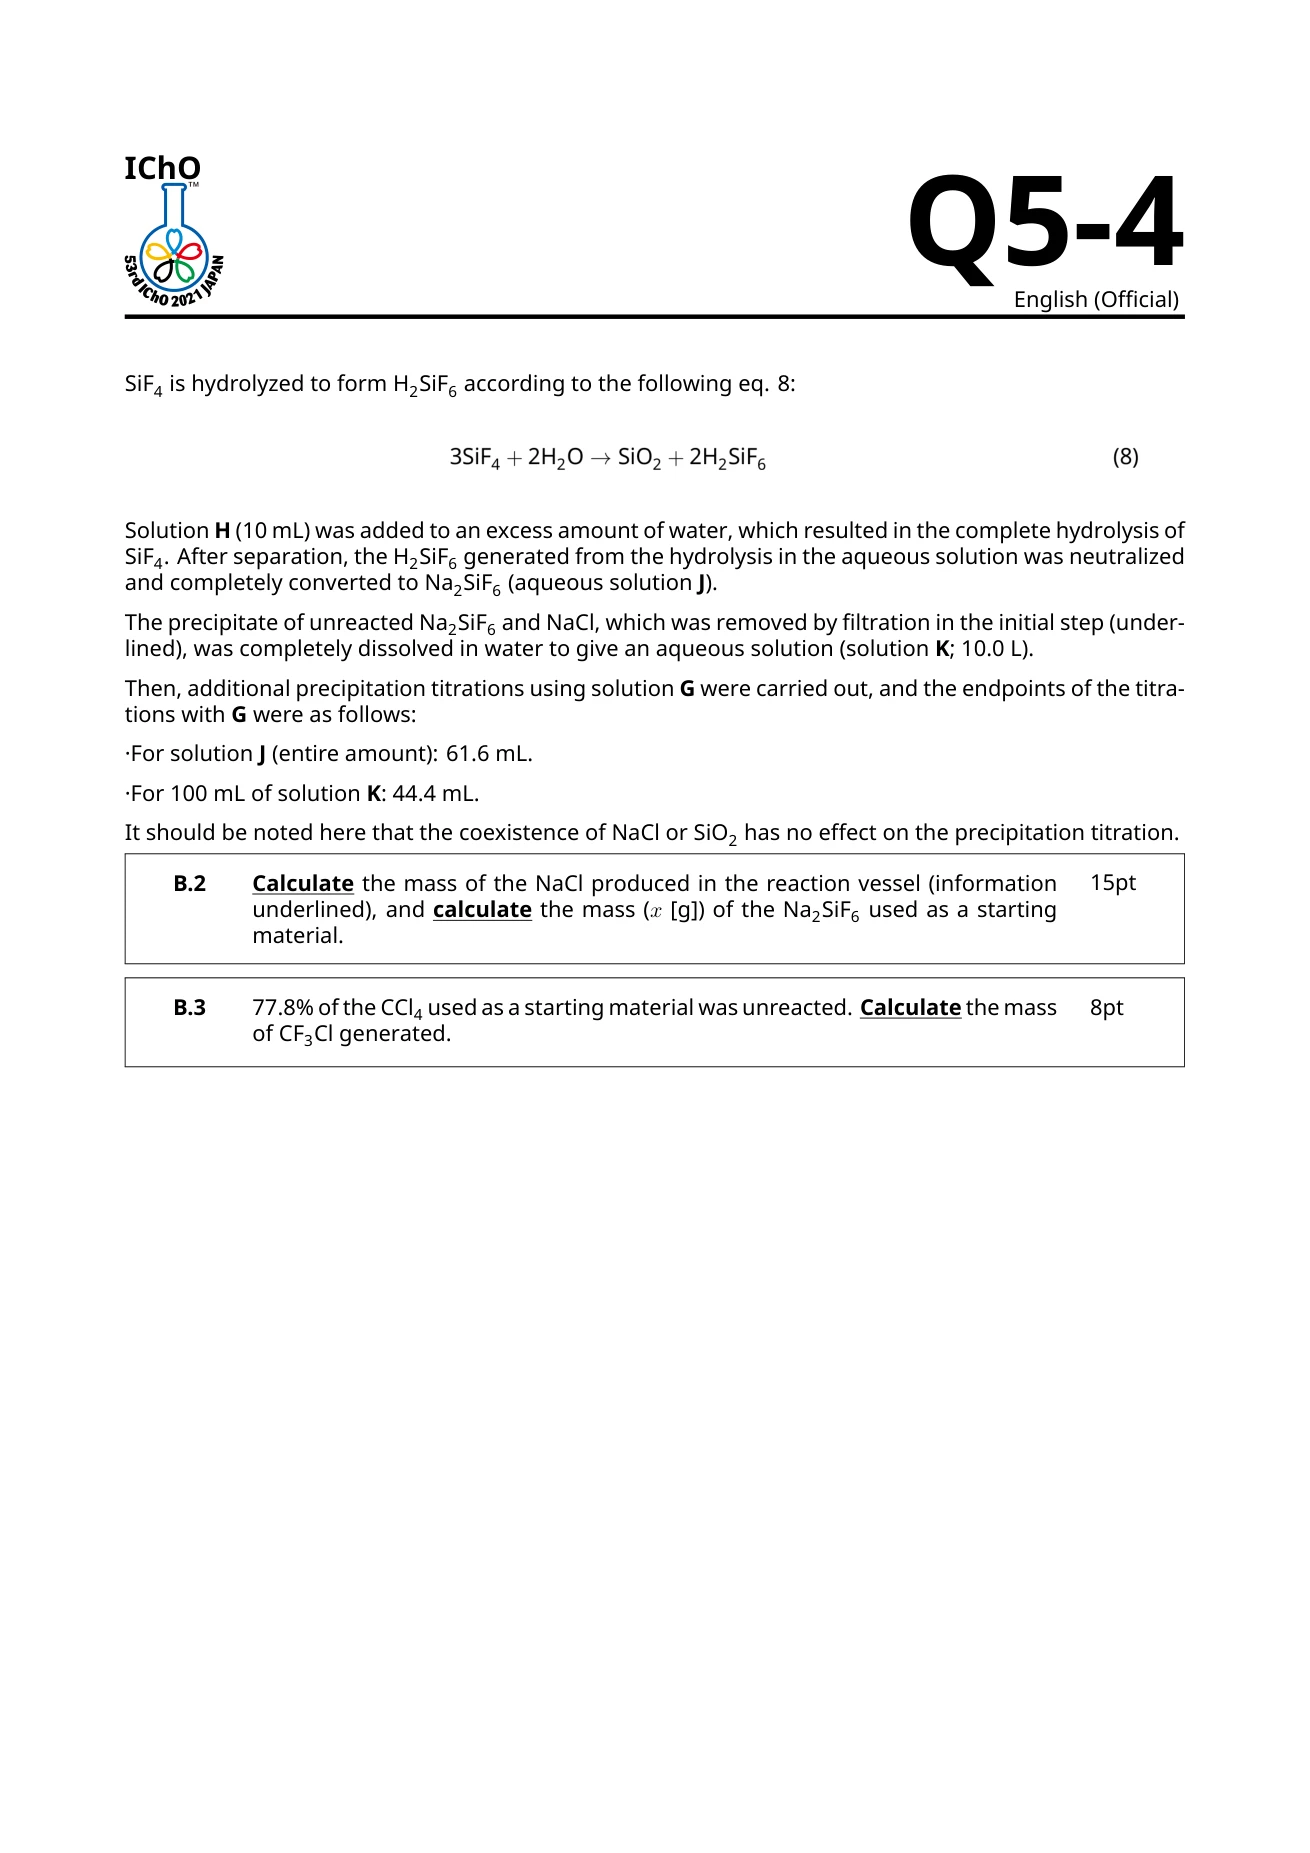 IChO
TM
53rd IChO 2021 JAPAN
Q5-4
English (Official)
SiF4 is hydrolyzed to form H2SiF6 according to the following eq. 8:
3SiF4 + 2H2O → SiO2 + 2H2SiF6 (8)
Solution H (10 mL) was added to an excess amount of water, which resulted in the complete hydrolysis of
SiF4. After separation, the H2SiF6 generated from the hydrolysis in the aqueous solution was neutralized
and completely converted to Na2SiF6 (aqueous solution J).
The precipitate of unreacted Na2SiF6 and NaCl, which was removed by filtration in the initial step (under-
lined), was completely dissolved in water to give an aqueous solution (solution K; 10.0 L).
Then, additional precipitation titrations using solution G were carried out, and the endpoints of the titra-
tions with G were as follows:
·For solution J (entire amount): 61.6 mL.
·For 100 mL of solution K: 44.4 mL.
It should be noted here that the coexistence of NaCl or SiO2 has no effect on the precipitation titration.
B.2 Calculate the mass of the NaCl produced in the reaction vessel (information 15pt
underlined), and calculate the mass (x [g]) of the Na2SiF6 used as a starting
material.
B.3 77.8% of the CCl4 used as a starting material was unreacted. Calculate the mass 8pt
of CF3Cl generated.